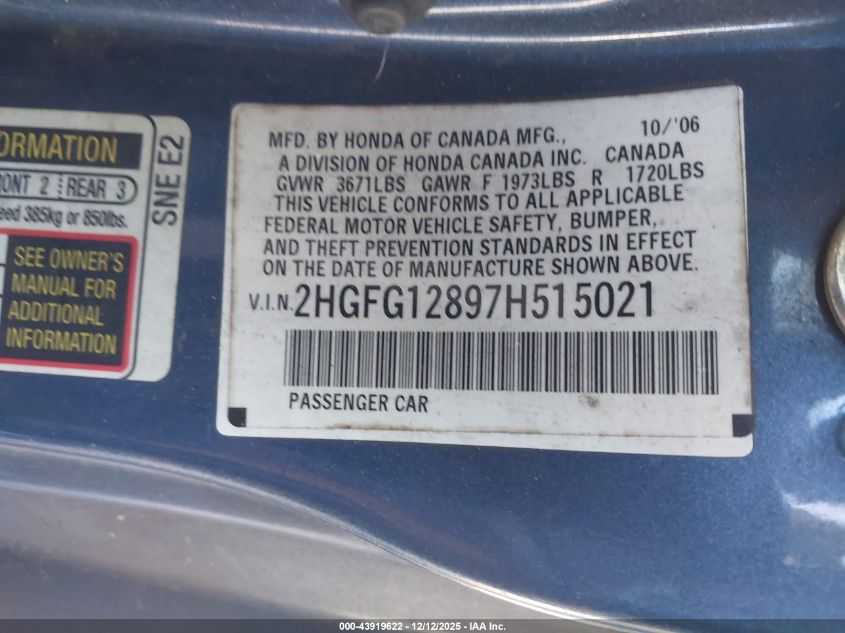 ORMATION
ONT 2 REAR 3
eed 385kg or 850lbs.
SEE OWNER'S
MANUAL FOR
ADDITIONAL
INFORMATION
SNE E2
MFD. BY HONDA OF CANADA MFG., 10/'06
A DIVISION OF HONDA CANADA INC. CANADA
GVWR 3671LBS GAWR F 1973LBS R 1720LBS
THIS VEHICLE CONFORMS TO ALL APPLICABLE
FEDERAL MOTOR VEHICLE SAFETY, BUMPER,
AND THEFT PREVENTION STANDARDS IN EFFECT
ON THE DATE OF MANUFACTURE SHOWN ABOVE.
V.I.N. 2HGFG12897H515021
PASSENGER CAR
000-43919622 - 12/12/2025 - IAA Inc.